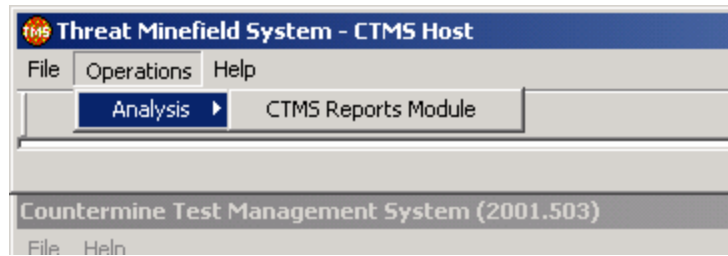 TMS Threat Minefield System - CTMS Host
File Operations Help
Analysis CTMS Reports Module
Countermine Test Management System (2001.503)
File Help